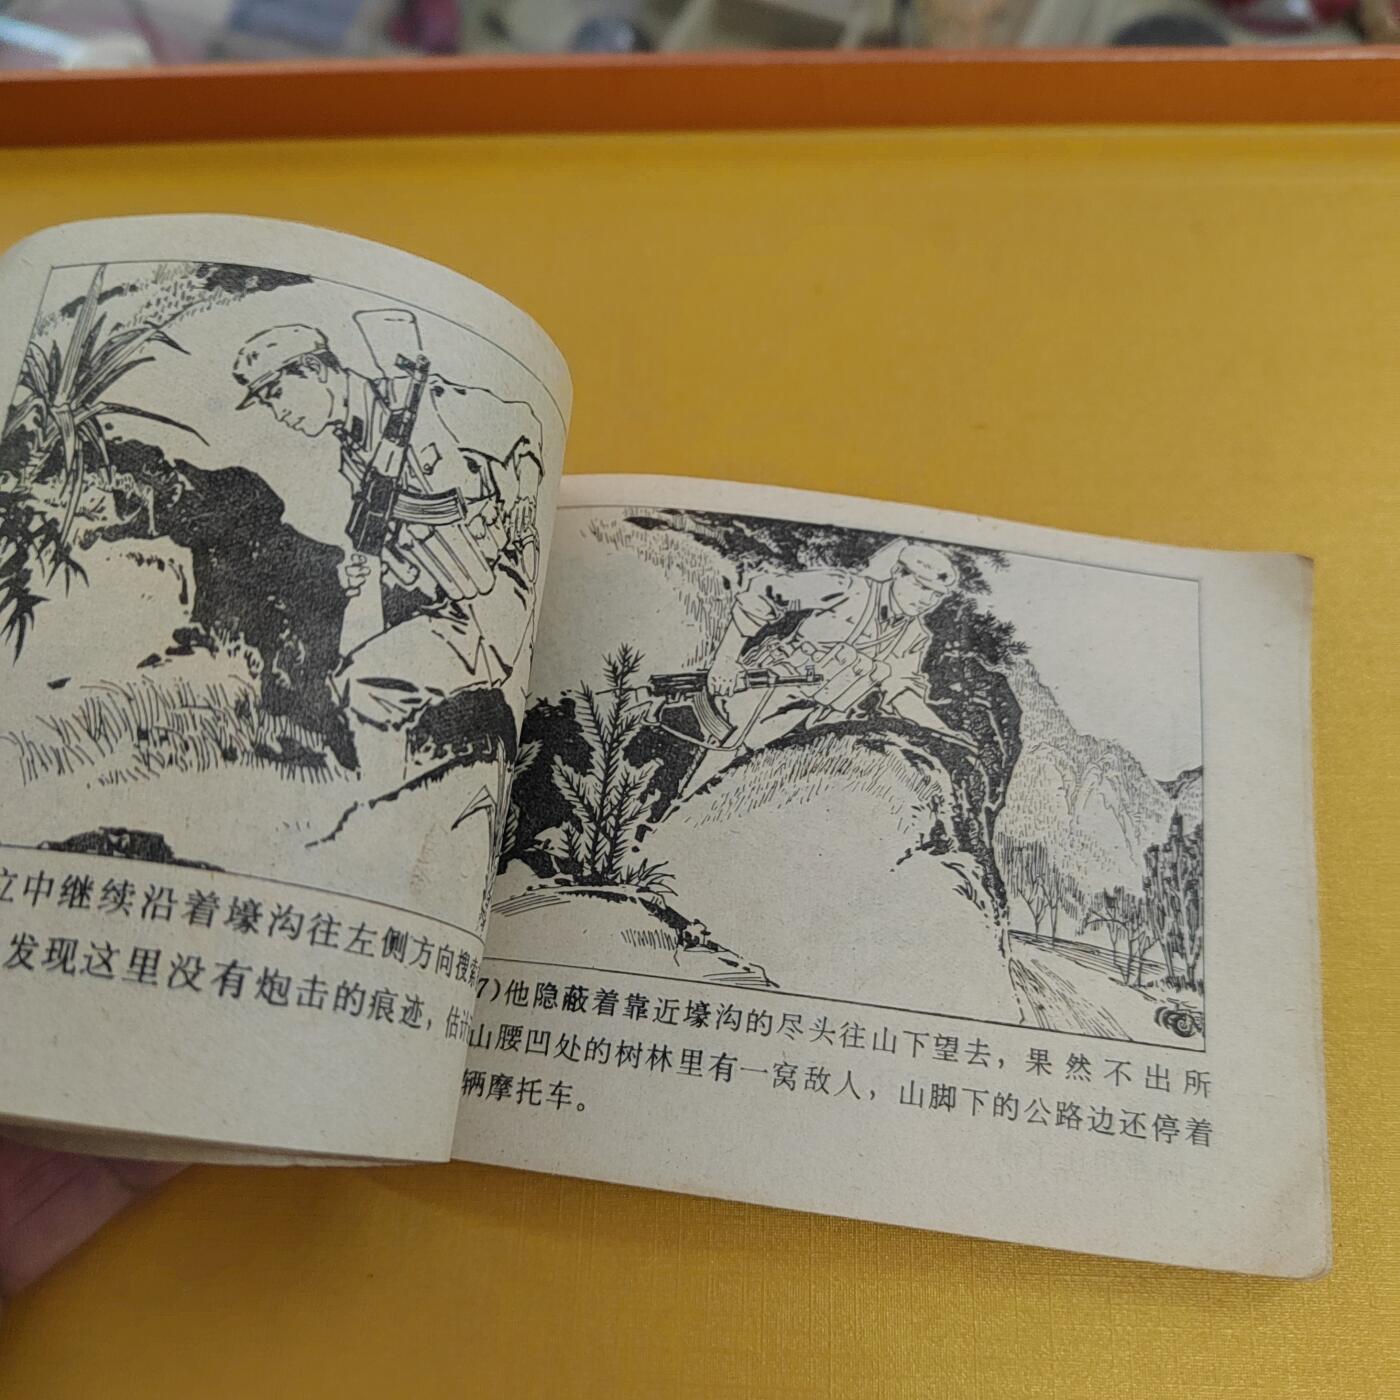 立中继续沿着壕沟往左侧方向搜索
发现这里没有炮击的痕迹，估计
7)他隐蔽着靠近壕沟的尽头往山下望去，果然不出所
山腰凹处的树林里有一窝敌人，山脚下的公路边还停着
辆摩托车。